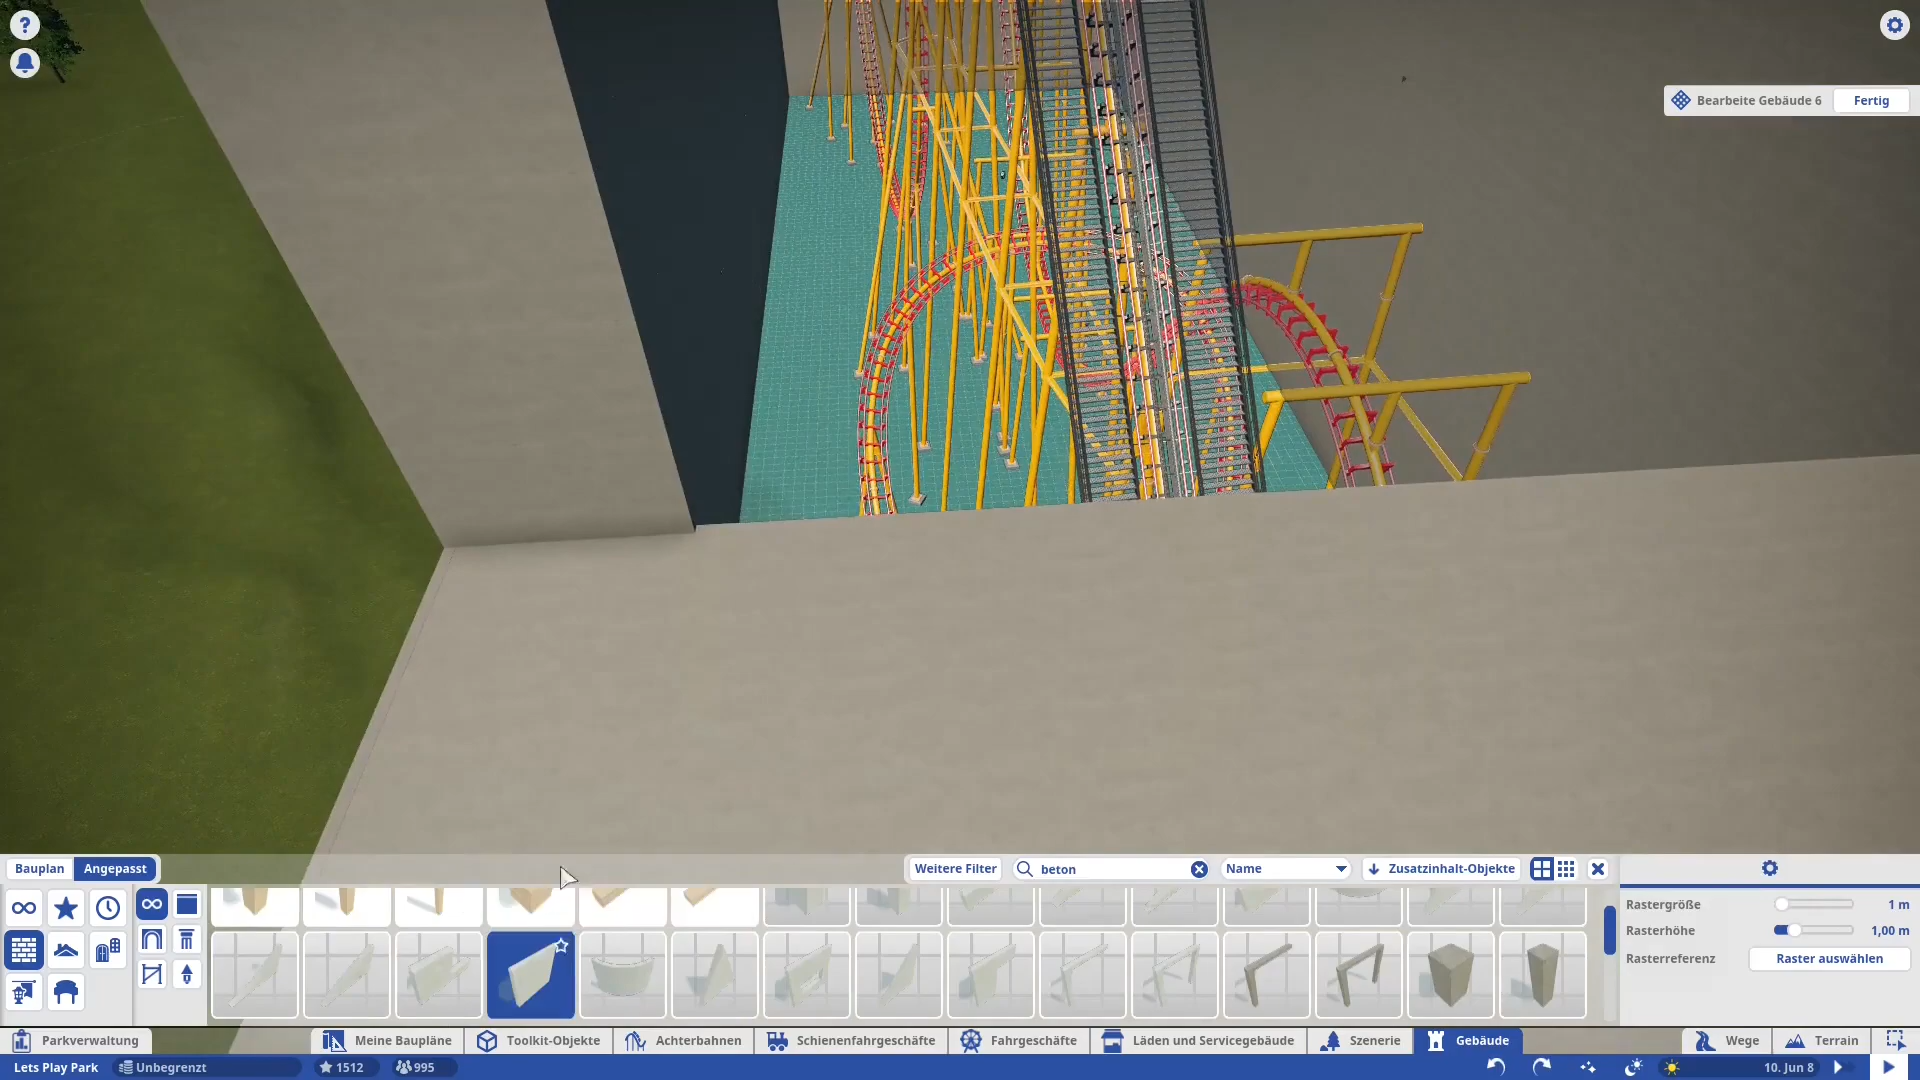 ?
Bearbeite Gebäude 6 Fertig
Bauplan Angepasst Weitere Filter beton Name Zusatzinhalt-Objekte
Rastergröße 1 m
Rasterhöhe 1,00 m
Rasterreferenz Raster auswählen
Parkverwaltung Meine Baupläne Toolkit-Objekte Achterbahnen Schienenfahrgeschäfte Fahrgeschäfte Läden und Servicegebäude Szenerie Gebäude Wege Terrain
Lets Play Park Unbegrenzt 1512 995 10. Jun 8